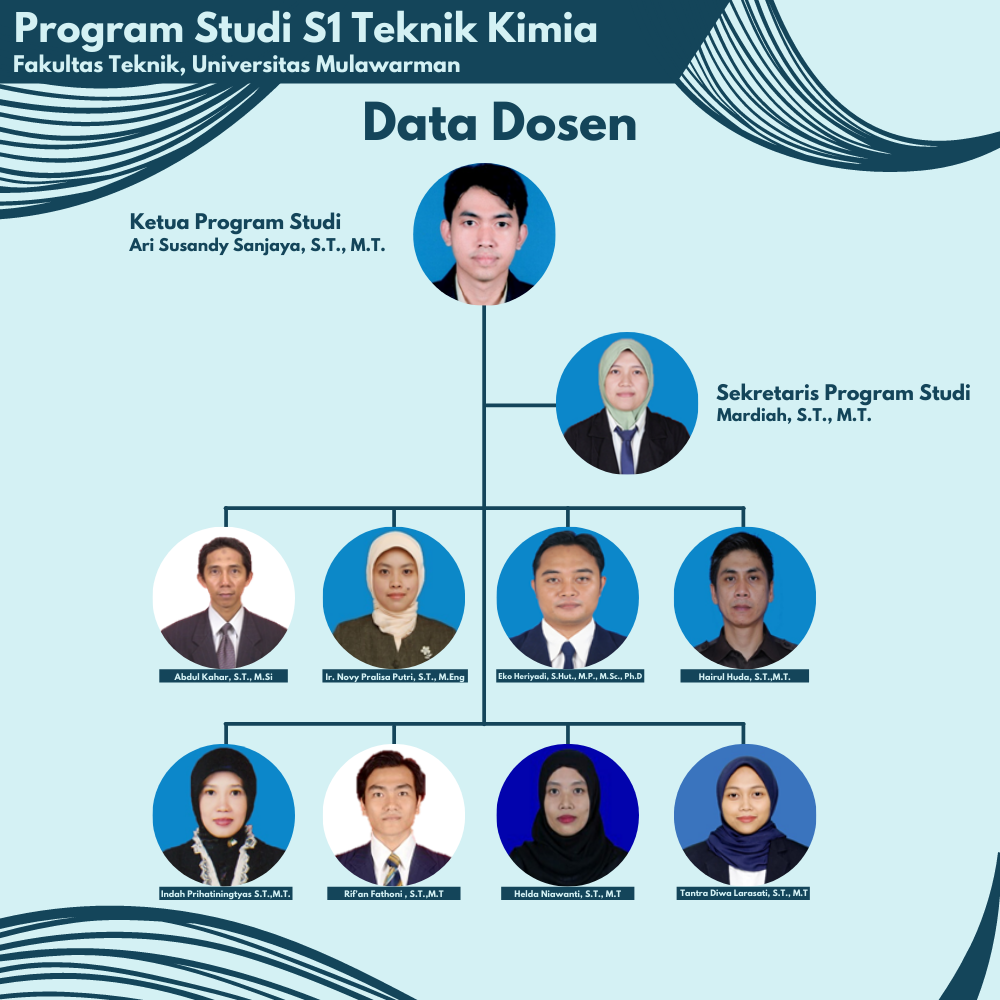 Program Studi S1 Teknik Kimia
Fakultas Teknik, Universitas Mulawarman
Data Dosen
Ketua Program Studi
Ari Susandy Sanjaya, S.T., M.T.
Sekretaris Program Studi
Mardiah, S.T., M.T.
Abdul Kahar, S.T., M.Si
Ir. Novy Pralisa Putri, S.T., M.Eng
Eko Heriyadi, S.Hut., M.P., M.Sc., Ph.D
Hairul Huda, S.T.,M.T.
Indah Prihatiningtyas S.T.,M.T.
Rif'an Fathoni , S.T.,M.T
Helda Niawanti, S.T., M.T
Tantra Diwa Larasati, S.T., M.T